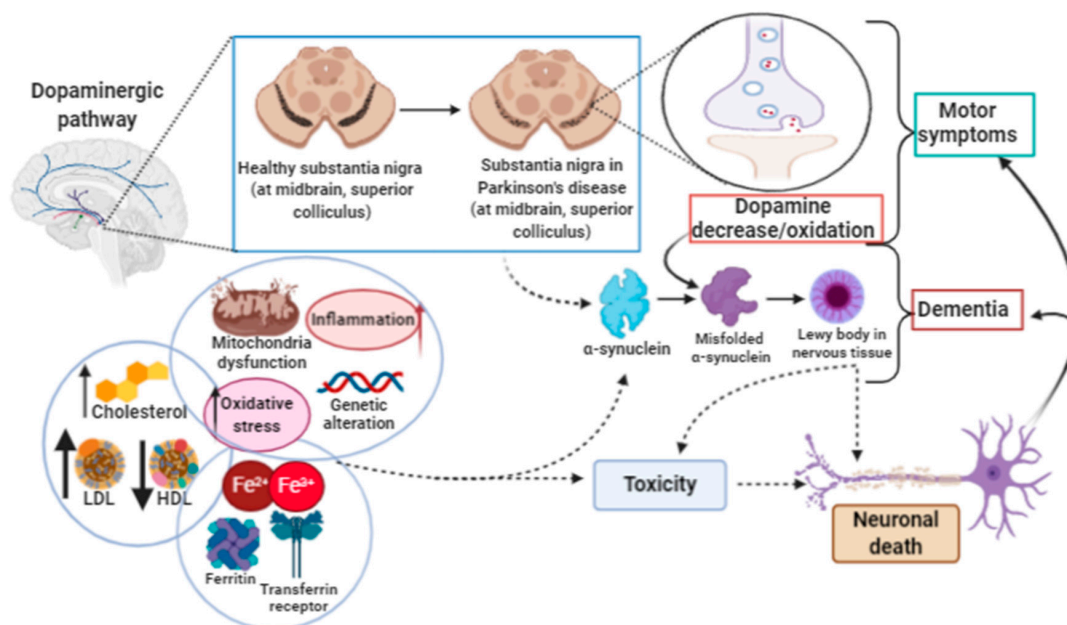 Dopaminergic
pathway
Healthy substantia nigra
(at midbrain, superior
colliculus)
Substantia nigra in
Parkinson's disease
(at midbrain, superior
colliculus)
Motor
symptoms
Dopamine
decrease/oxidation
α-synuclein
Misfolded
α-synuclein
Lewy body in
nervous tissue
Dementia
Mitochondria
dysfunction
Inflammation
Oxidative
stress
Genetic
alteration
Cholesterol
LDL
HDL
Fe²⁺
Fe³⁺
Ferritin
Transferrin
receptor
Toxicity
Neuronal
death